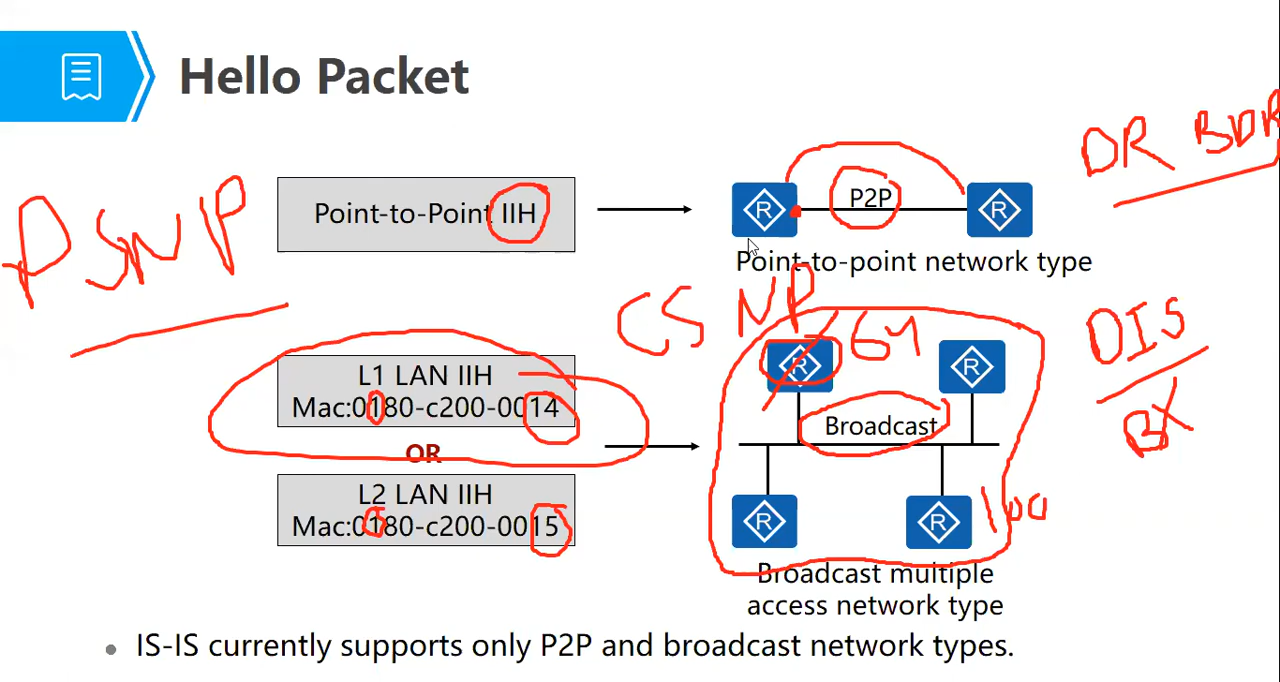 Hello Packet
DR BDR
Point-to-Point IIH
P2P
R
R
Point-to-point network type
PSNP
CSNP
64
DIS
L1 LAN IIH
Mac:0180-c200-0014
OR
L2 LAN IIH
Mac:0180-c200-0015
R
R
Broadcast
R
R
100
Broadcast multiple
access network type
IS-IS currently supports only P2P and broadcast network types.